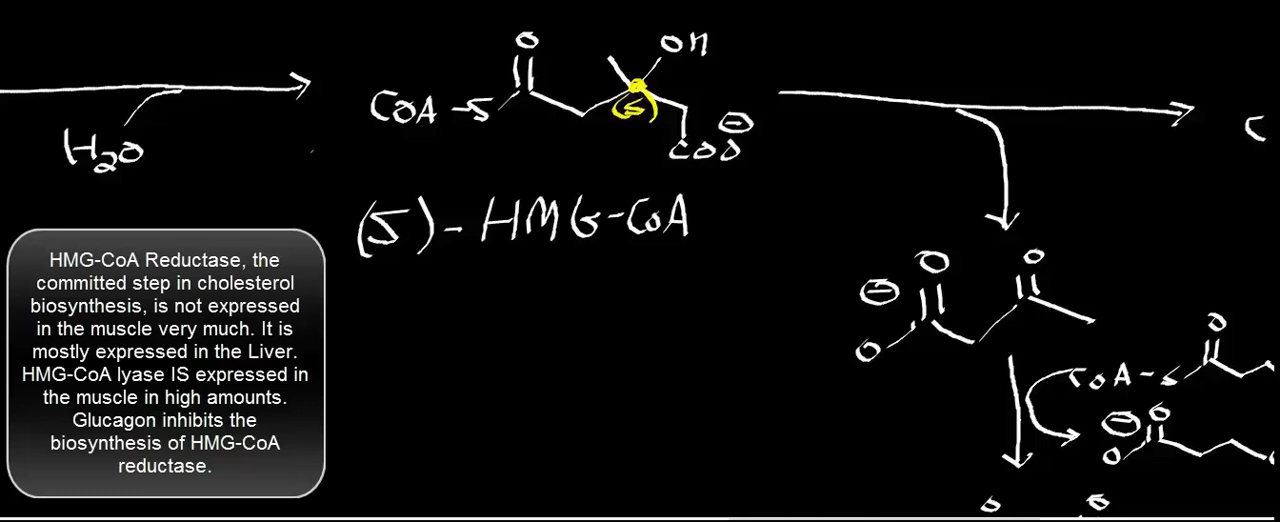 O
OH
CoA-S
(S)
⊖
COO
H2O
(S)-HMG-CoA
HMG-CoA Reductase, the
committed step in cholesterol
biosynthesis, is not expressed
in the muscle very much. It is
mostly expressed in the Liver.
HMG-CoA lyase IS expressed in
the muscle in high amounts.
Glucagon inhibits the
biosynthesis of HMG-CoA
reductase.
O
O
⊖
O
O
CoA-S
O
⊖
O
O
O